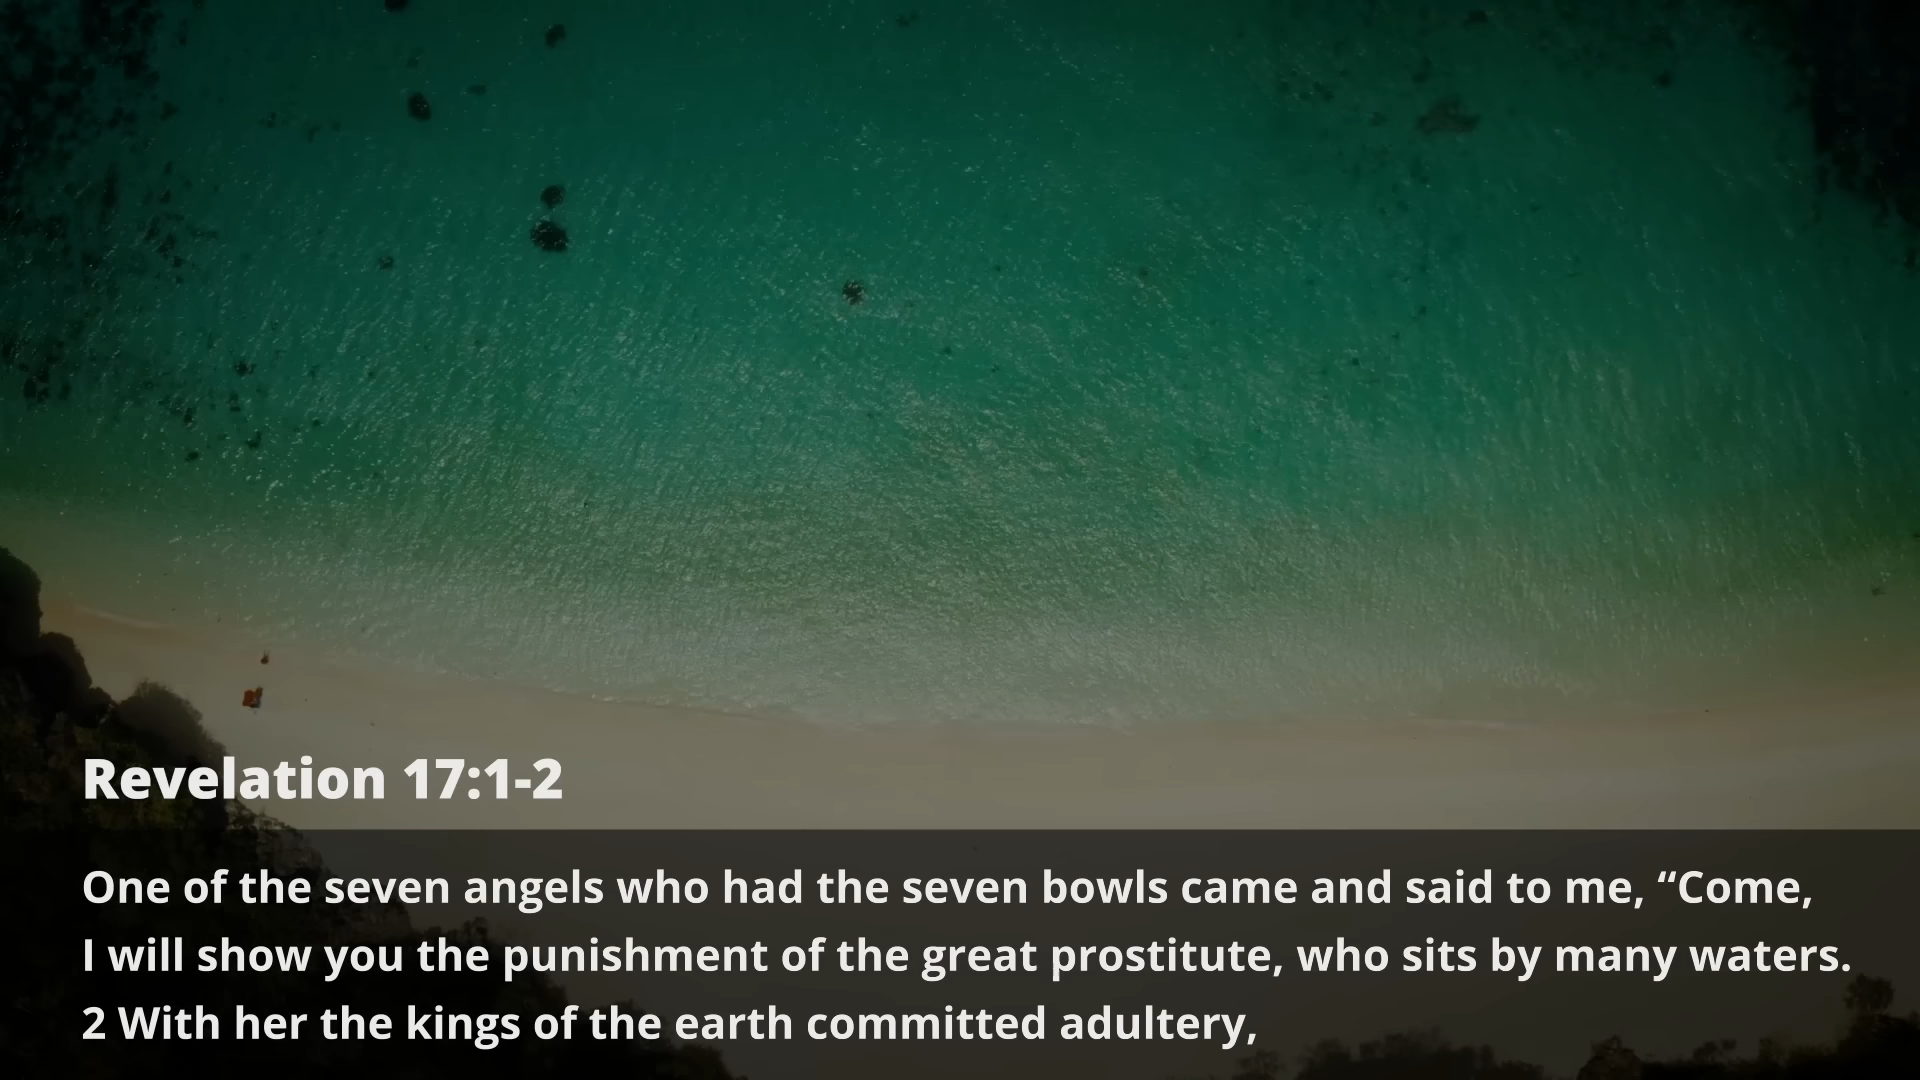 Revelation 17:1-2
One of the seven angels who had the seven bowls came and said to me, “Come,
I will show you the punishment of the great prostitute, who sits by many waters.
2 With her the kings of the earth committed adultery,